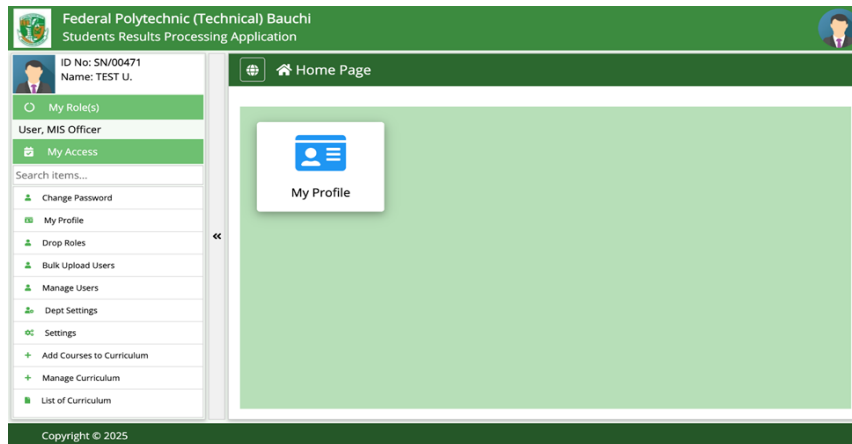 Federal Polytechnic (Technical) Bauchi
Students Results Processing Application
ID No: SN/00471
Name: TEST U.
My Role(s)
User, MIS Officer
My Access
Search items...
Change Password
My Profile
Drop Roles
Bulk Upload Users
Manage Users
Dept Settings
Settings
Add Courses to Curriculum
Manage Curriculum
List of Curriculum
Home Page
My Profile
Copyright © 2025